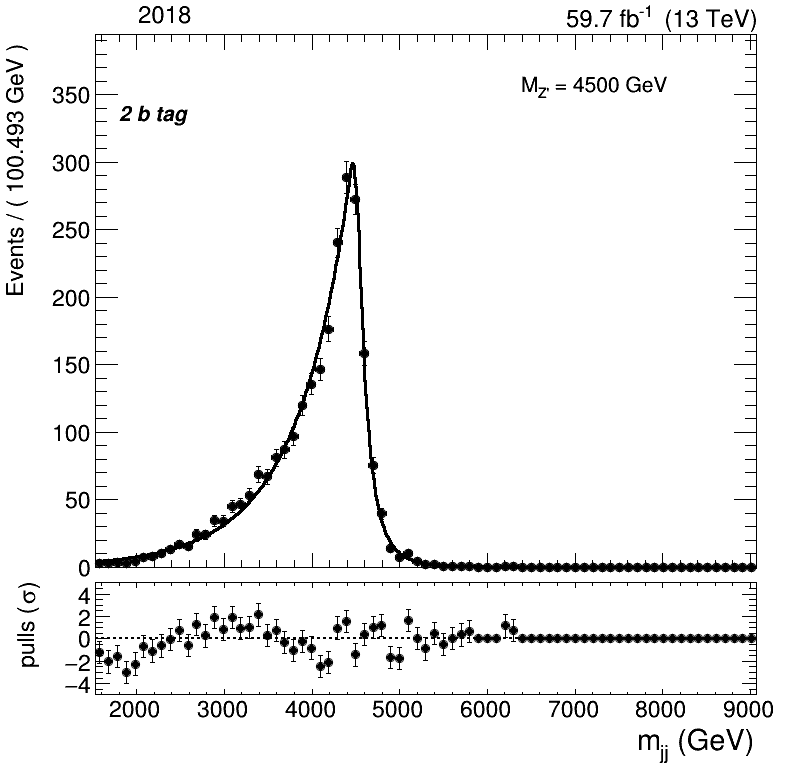 2018
59.7 fb⁻¹ (13 TeV)
Events / ( 100.493 GeV )
350
300
250
200
150
100
50
0
2 b tag
M_Z' = 4500 GeV
pulls (σ)
4
2
0
−2
−4
2000 3000 4000 5000 6000 7000 8000 9000
m_jj (GeV)